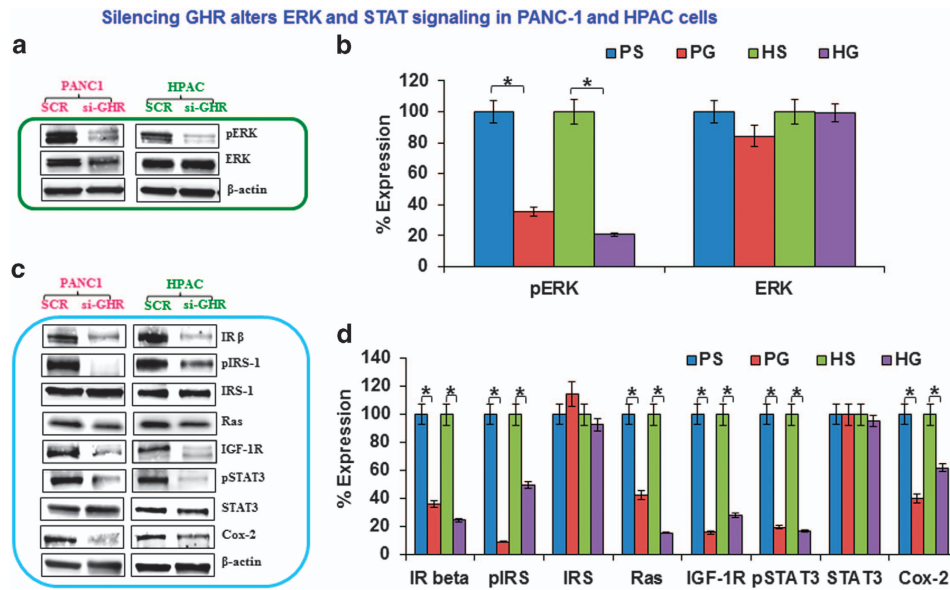 Silencing GHR alters ERK and STAT signaling in PANC-1 and HPAC cells
a
PANC1 HPAC
SCR si-GHR SCR si-GHR
pERK
ERK
β-actin
b
PS PG HS HG
% Expression
120
100
80
60
40
20
0
* *
pERK ERK
c
PANC1 HPAC
SCR si-GHR SCR si-GHR
IR β
pIRS-1
IRS-1
Ras
IGF-1R
pSTAT3
STAT3
Cox-2
β-actin
d
PS PG HS HG
% Expression
140
120
100
80
60
40
20
0
* * * * * * * * * * * *
IR beta pIRS IRS Ras IGF-1R pSTAT3 STAT3 Cox-2